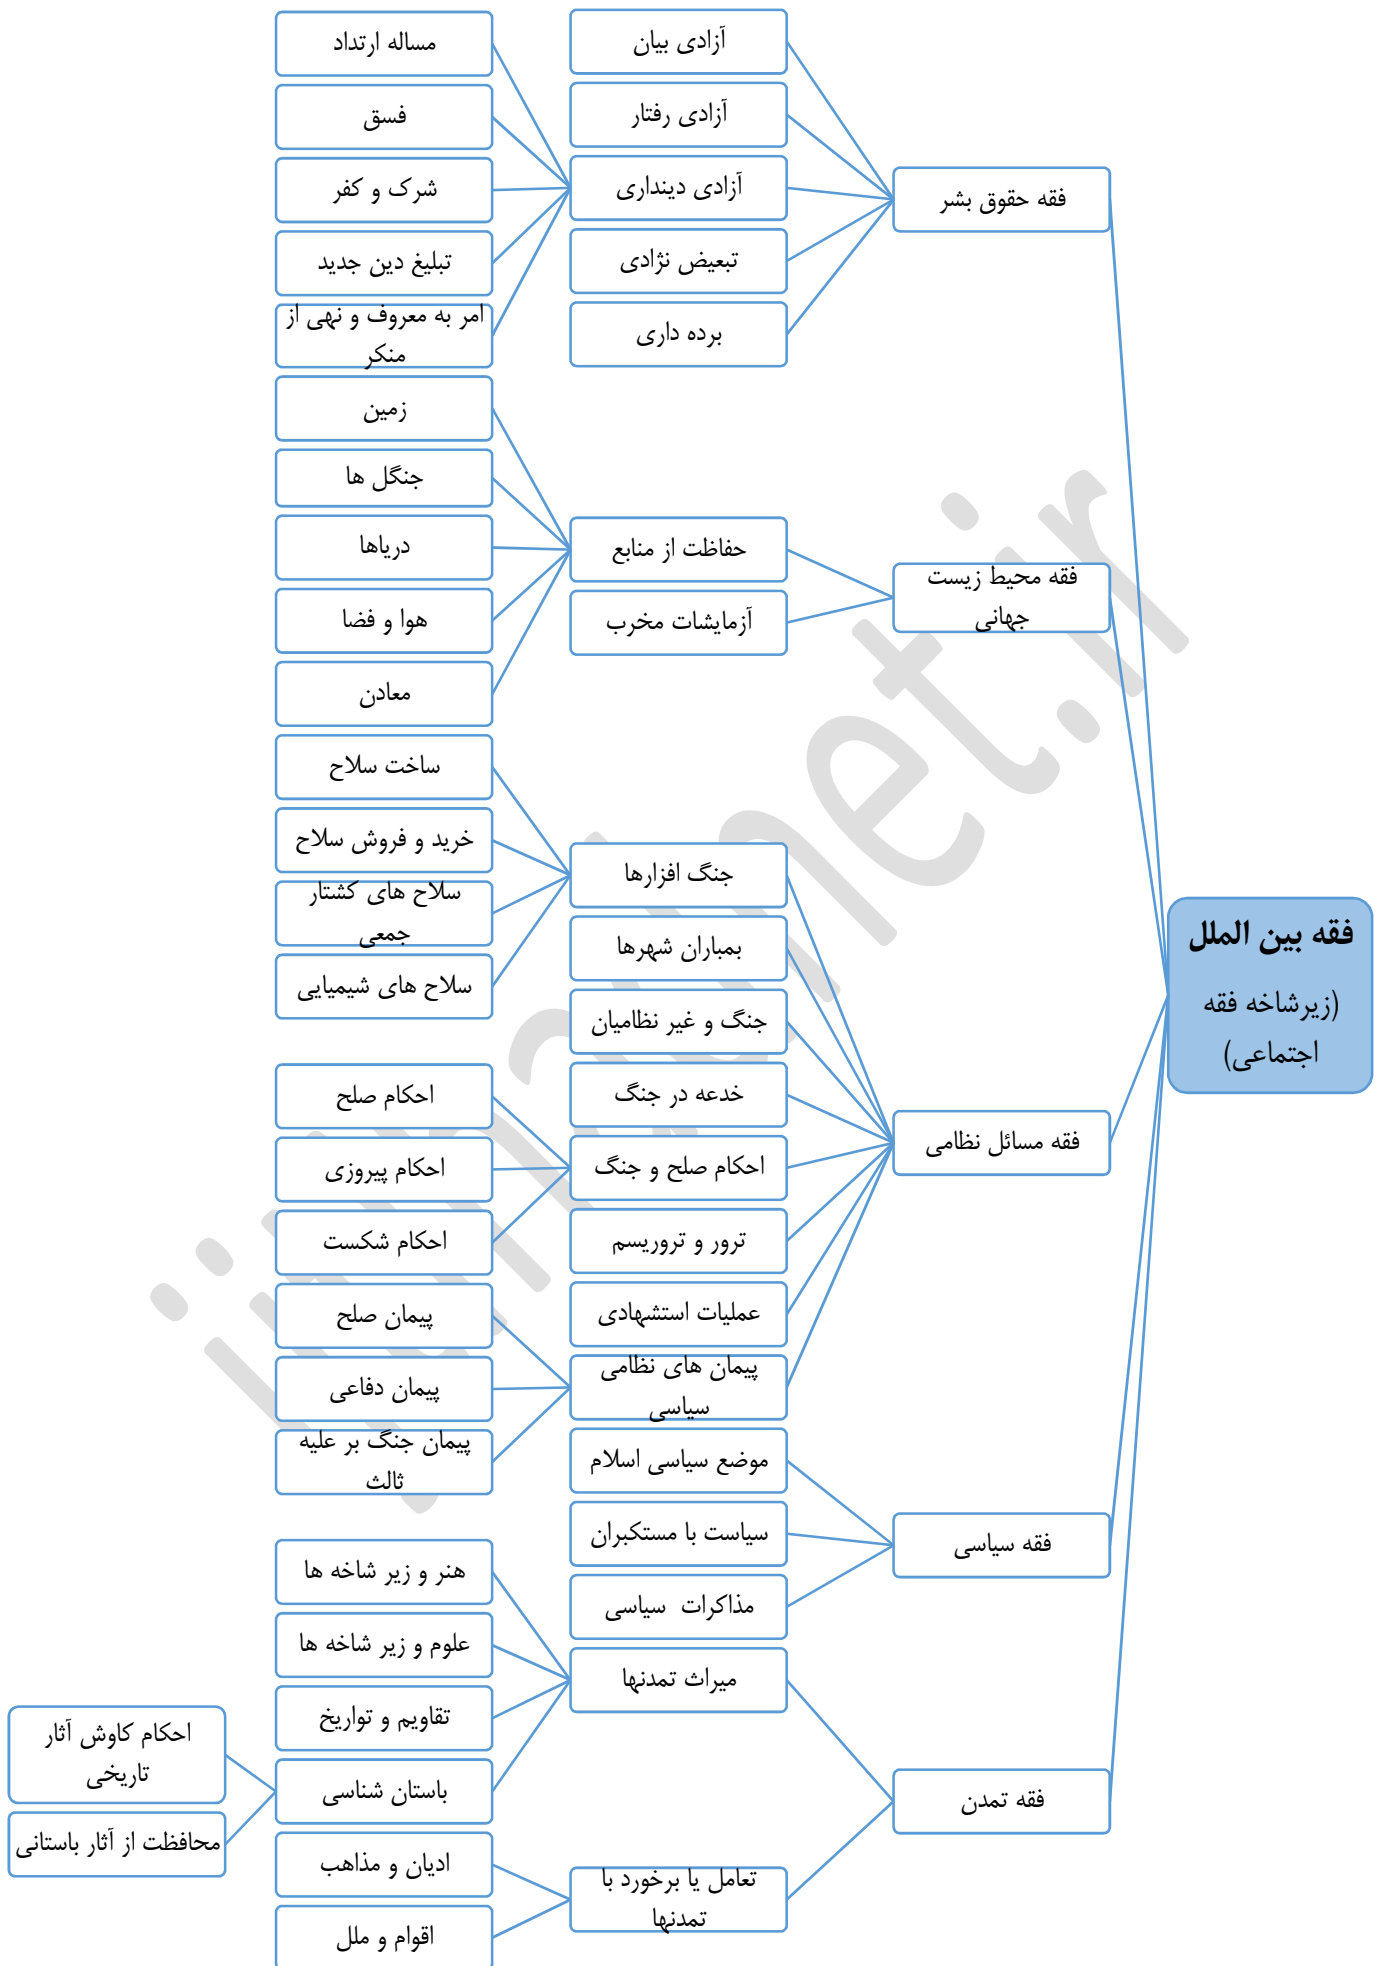 فقه بین الملل
(زیرشاخه فقه
اجتماعی)
فقه حقوق بشر
آزادی بیان
آزادی رفتار
آزادی دینداری
مساله ارتداد
فسق
شرک و کفر
تبلیغ دین جدید
امر به معروف و نهی از
منکر
تبعیض نژادی
برده داری
فقه محیط زیست
جهانی
حفاظت از منابع
زمین
جنگل ها
دریاها
هوا و فضا
معادن
آزمایشات مخرب
فقه مسائل نظامی
جنگ افزارها
ساخت سلاح
خرید و فروش سلاح
سلاح های کشتار
جمعی
سلاح های شیمیایی
بمباران شهرها
جنگ و غیر نظامیان
خدعه در جنگ
احکام صلح و جنگ
احکام صلح
احکام پیروزی
احکام شکست
ترور و تروریسم
عملیات استشهادی
پیمان های نظامی
سیاسی
پیمان صلح
پیمان دفاعی
پیمان جنگ بر علیه
ثالث
فقه سیاسی
موضع سیاسی اسلام
سیاست با مستکبران
مذاکرات  سیاسی
فقه تمدن
میراث تمدنها
هنر و زیر شاخه ها
علوم و زیر شاخه ها
تقاویم و تواریخ
باستان شناسی
احکام کاوش آثار
تاریخی
محافظت از آثار باستانی
تعامل یا برخورد با
تمدنها
ادیان و مذاهب
اقوام و ملل